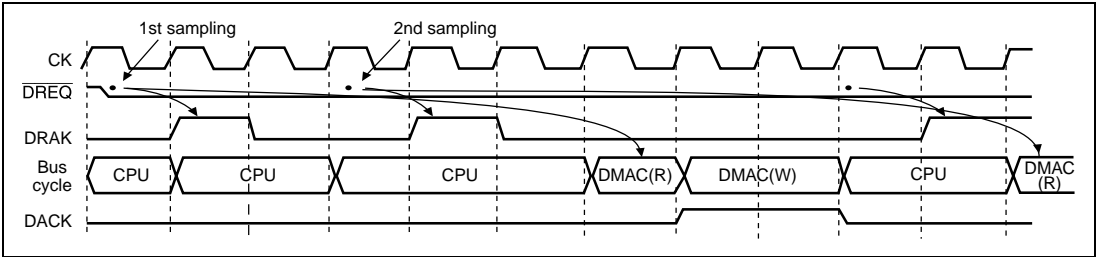 1st sampling 2nd sampling
CK
DREQ
DRAK
Bus cycle CPU CPU CPU DMAC(R) DMAC(W) CPU DMAC (R)
DACK